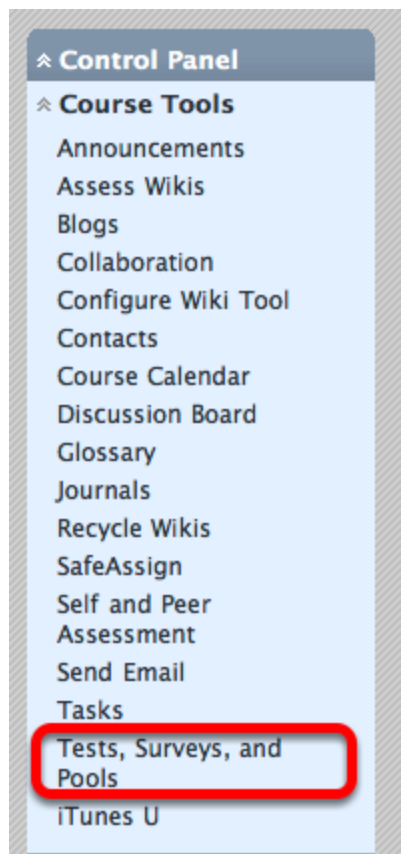 Control Panel
Course Tools
Announcements
Assess Wikis
Blogs
Collaboration
Configure Wiki Tool
Contacts
Course Calendar
Discussion Board
Glossary
Journals
Recycle Wikis
SafeAssign
Self and Peer
Assessment
Send Email
Tasks
Tests, Surveys, and
Pools
iTunes U